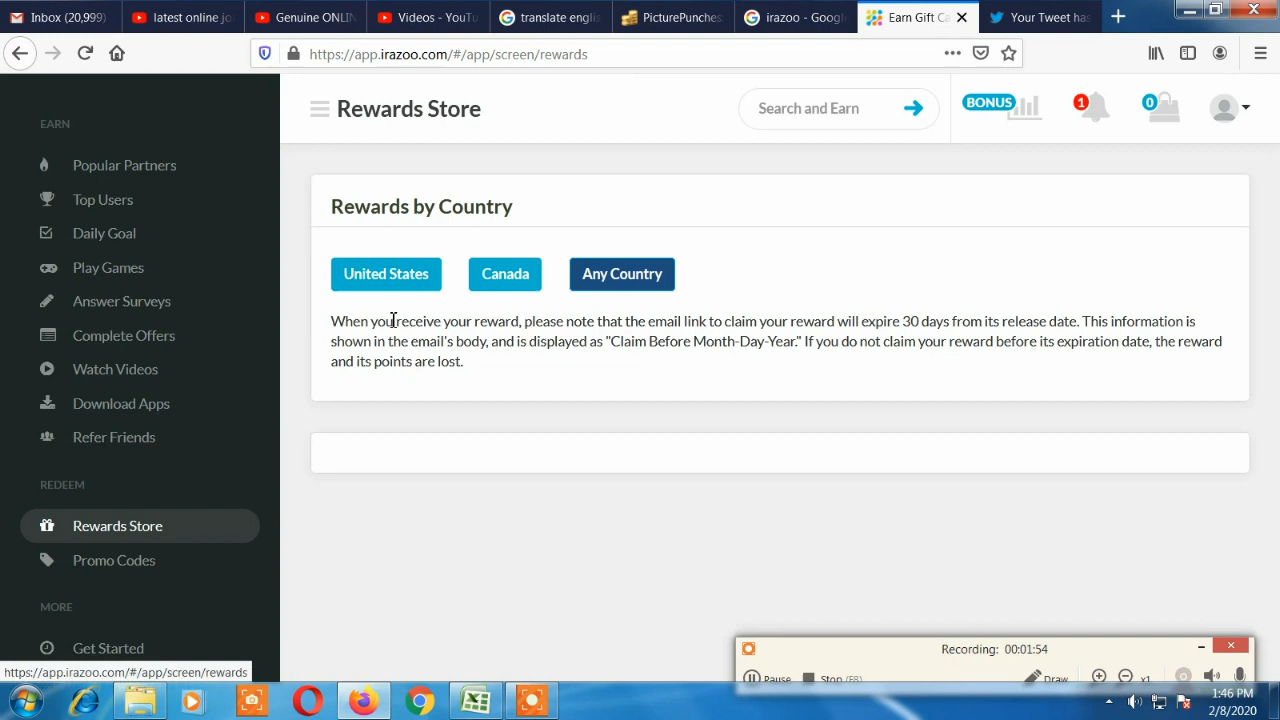 Inbox (20,999)
latest online jo
Genuine ONLI
Videos - YouTu
translate englis
PicturePunches
irazoo - Google
Earn Gift Ca
Your Tweet has
https://app.irazoo.com/#/app/screen/rewards
EARN
Popular Partners
Top Users
Daily Goal
Play Games
Answer Surveys
Complete Offers
Watch Videos
Download Apps
Refer Friends
REDEEM
Rewards Store
Promo Codes
MORE
Get Started
https://app.irazoo.com/#/app/screen/rewards
Rewards Store
Search and Earn
BONUS
1
0
Rewards by Country
United States
Canada
Any Country
When you receive your reward, please note that the email link to claim your reward will expire 30 days from its release date. This information is
shown in the email's body, and is displayed as "Claim Before Month-Day-Year." If you do not claim your reward before its expiration date, the reward
and its points are lost.
Recording: 00:01:54
Pause
Stop (F8)
Draw
x1
1:46 PM
2/8/2020